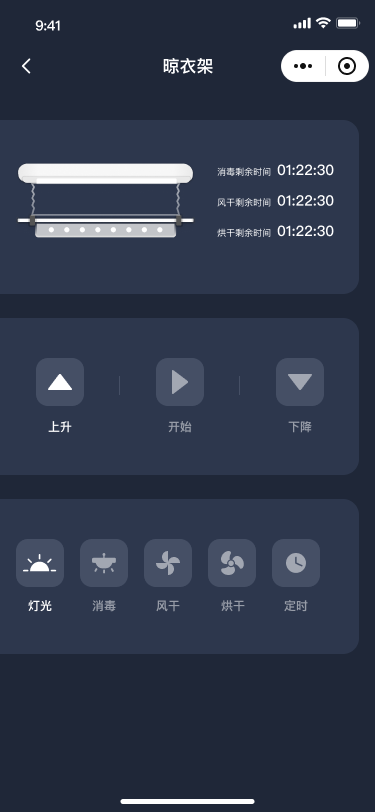 9:41
晾衣架
消毒剩余时间 01:22:30
风干剩余时间 01:22:30
烘干剩余时间 01:22:30
上升 开始 下降
灯光 消毒 风干 烘干 定时